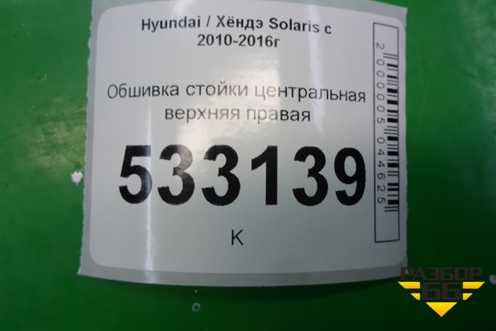 Hyundai / Хёндэ Solaris с
2010-2016г
Обшивка стойки центральная
верхняя правая
533139
К
2000005044625
РАЗБОР
66